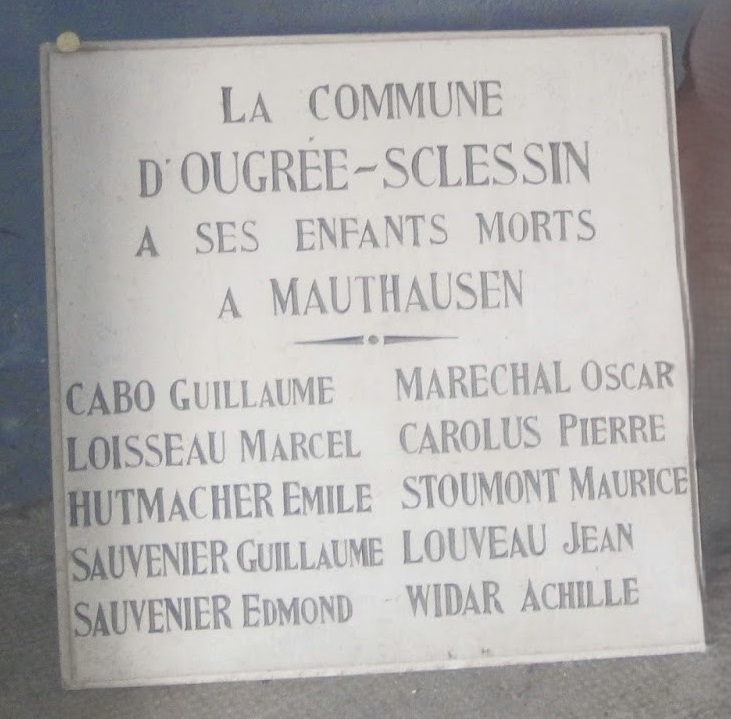 LA COMMUNE
D'OUGRÉE-SCLESSIN
A SES ENFANTS MORTS
A MAUTHAUSEN
CABO GUILLAUME
LOISSEAU MARCEL
HUTMACHER EMILE
SAUVENIER GUILLAUME
SAUVENIER EDMOND
MARECHAL OSCAR
CAROLUS PIERRE
STOUMONT MAURICE
LOUVEAU JEAN
WIDAR ACHILLE